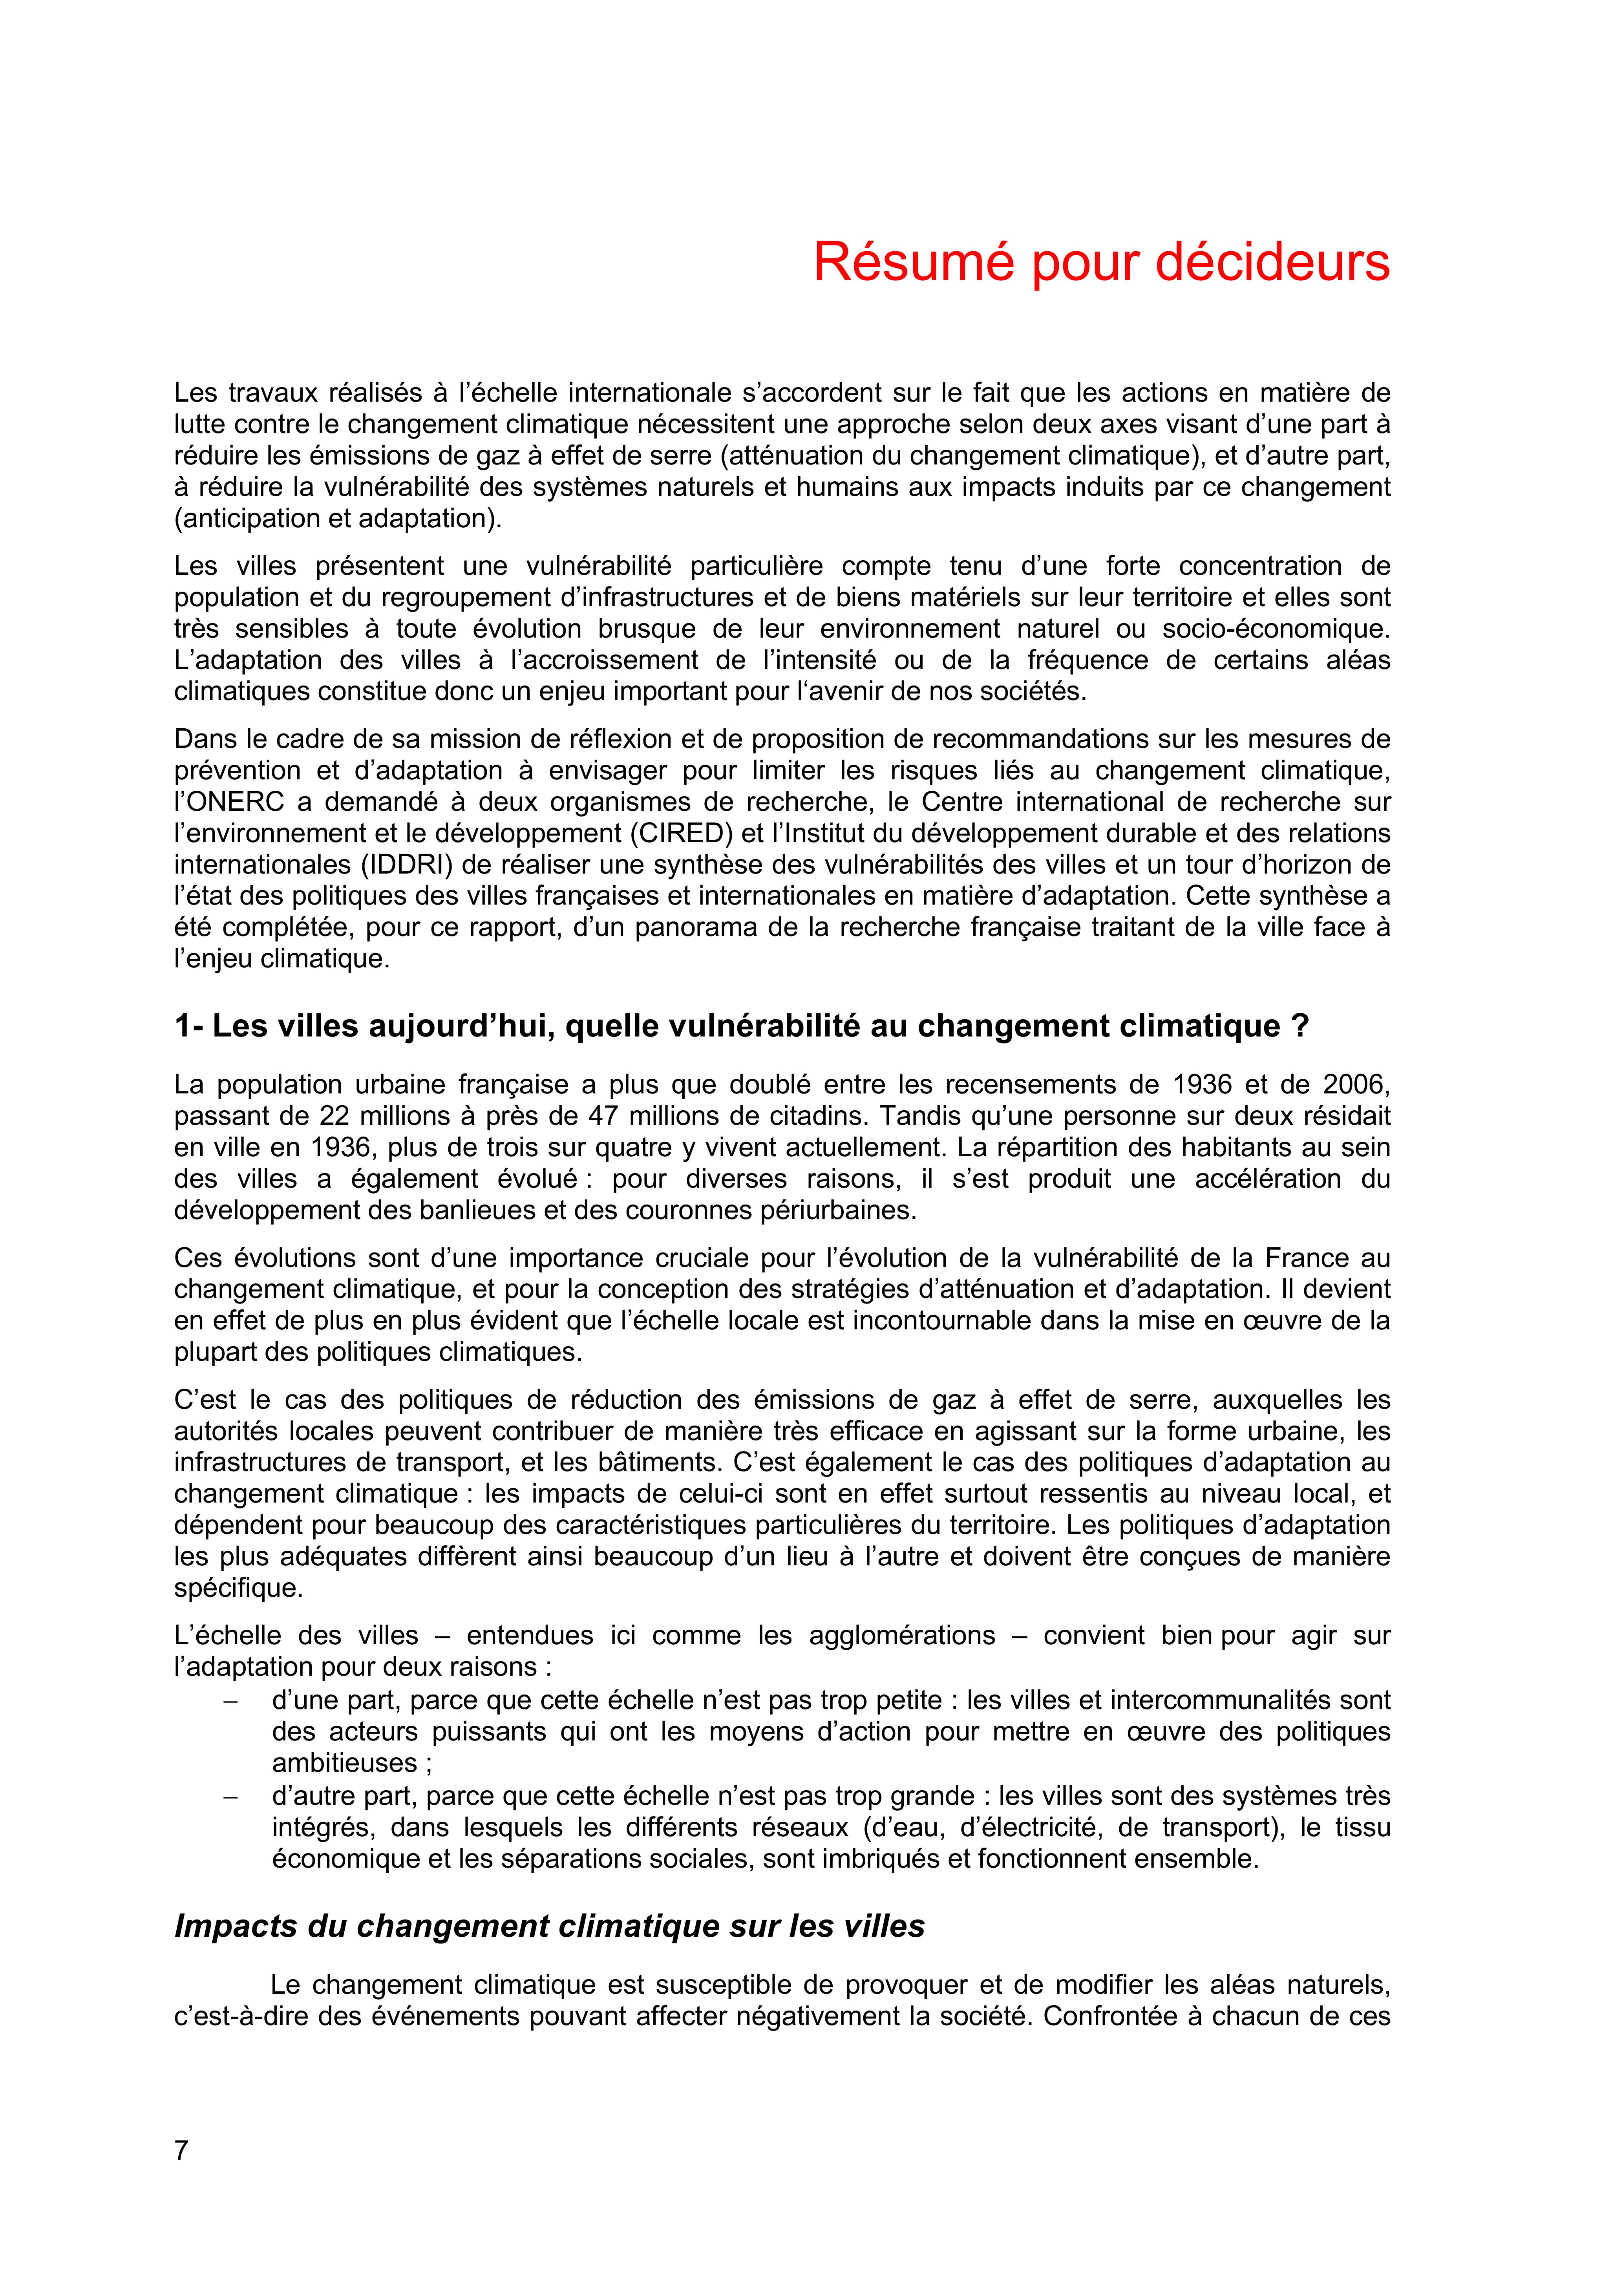 Résumé pour décideurs
Les travaux réalisés à l’échelle internationale s’accordent sur le fait que les actions en matière de
lutte contre le changement climatique nécessitent une approche selon deux axes visant d’une part à
réduire les émissions de gaz à effet de serre (atténuation du changement climatique), et d’autre part,
à réduire la vulnérabilité des systèmes naturels et humains aux impacts induits par ce changement
(anticipation et adaptation).
Les villes présentent une vulnérabilité particulière compte tenu d’une forte concentration de
population et du regroupement d’infrastructures et de biens matériels sur leur territoire et elles sont
très sensibles à toute évolution brusque de leur environnement naturel ou socio-économique.
L’adaptation des villes à l’accroissement de l’intensité ou de la fréquence de certains aléas
climatiques constitue donc un enjeu important pour l‘avenir de nos sociétés.
Dans le cadre de sa mission de réflexion et de proposition de recommandations sur les mesures de
prévention et d’adaptation à envisager pour limiter les risques liés au changement climatique,
l’ONERC a demandé à deux organismes de recherche, le Centre international de recherche sur
l’environnement et le développement (CIRED) et l’Institut du développement durable et des relations
internationales (IDDRI) de réaliser une synthèse des vulnérabilités des villes et un tour d’horizon de
l’état des politiques des villes françaises et internationales en matière d’adaptation. Cette synthèse a
été complétée, pour ce rapport, d’un panorama de la recherche française traitant de la ville face à
l’enjeu climatique.
1- Les villes aujourd’hui, quelle vulnérabilité au changement climatique ?
La population urbaine française a plus que doublé entre les recensements de 1936 et de 2006,
passant de 22 millions à près de 47 millions de citadins. Tandis qu’une personne sur deux résidait
en ville en 1936, plus de trois sur quatre y vivent actuellement. La répartition des habitants au sein
des villes a également évolué : pour diverses raisons, il s’est produit une accélération du
développement des banlieues et des couronnes périurbaines.
Ces évolutions sont d’une importance cruciale pour l’évolution de la vulnérabilité de la France au
changement climatique, et pour la conception des stratégies d’atténuation et d’adaptation. Il devient
en effet de plus en plus évident que l’échelle locale est incontournable dans la mise en œuvre de la
plupart des politiques climatiques.
C’est le cas des politiques de réduction des émissions de gaz à effet de serre, auxquelles les
autorités locales peuvent contribuer de manière très efficace en agissant sur la forme urbaine, les
infrastructures de transport, et les bâtiments. C’est également le cas des politiques d’adaptation au
changement climatique : les impacts de celui-ci sont en effet surtout ressentis au niveau local, et
dépendent pour beaucoup des caractéristiques particulières du territoire. Les politiques d’adaptation
les plus adéquates diffèrent ainsi beaucoup d’un lieu à l’autre et doivent être conçues de manière
spécifique.
L’échelle des villes – entendues ici comme les agglomérations – convient bien pour agir sur
l’adaptation pour deux raisons :
– d’une part, parce que cette échelle n’est pas trop petite : les villes et intercommunalités sont
des acteurs puissants qui ont les moyens d’action pour mettre en œuvre des politiques
ambitieuses ;
– d’autre part, parce que cette échelle n’est pas trop grande : les villes sont des systèmes très
intégrés, dans lesquels les différents réseaux (d’eau, d’électricité, de transport), le tissu
économique et les séparations sociales, sont imbriqués et fonctionnent ensemble.
Impacts du changement climatique sur les villes
Le changement climatique est susceptible de provoquer et de modifier les aléas naturels,
c’est-à-dire des événements pouvant affecter négativement la société. Confrontée à chacun de ces
7